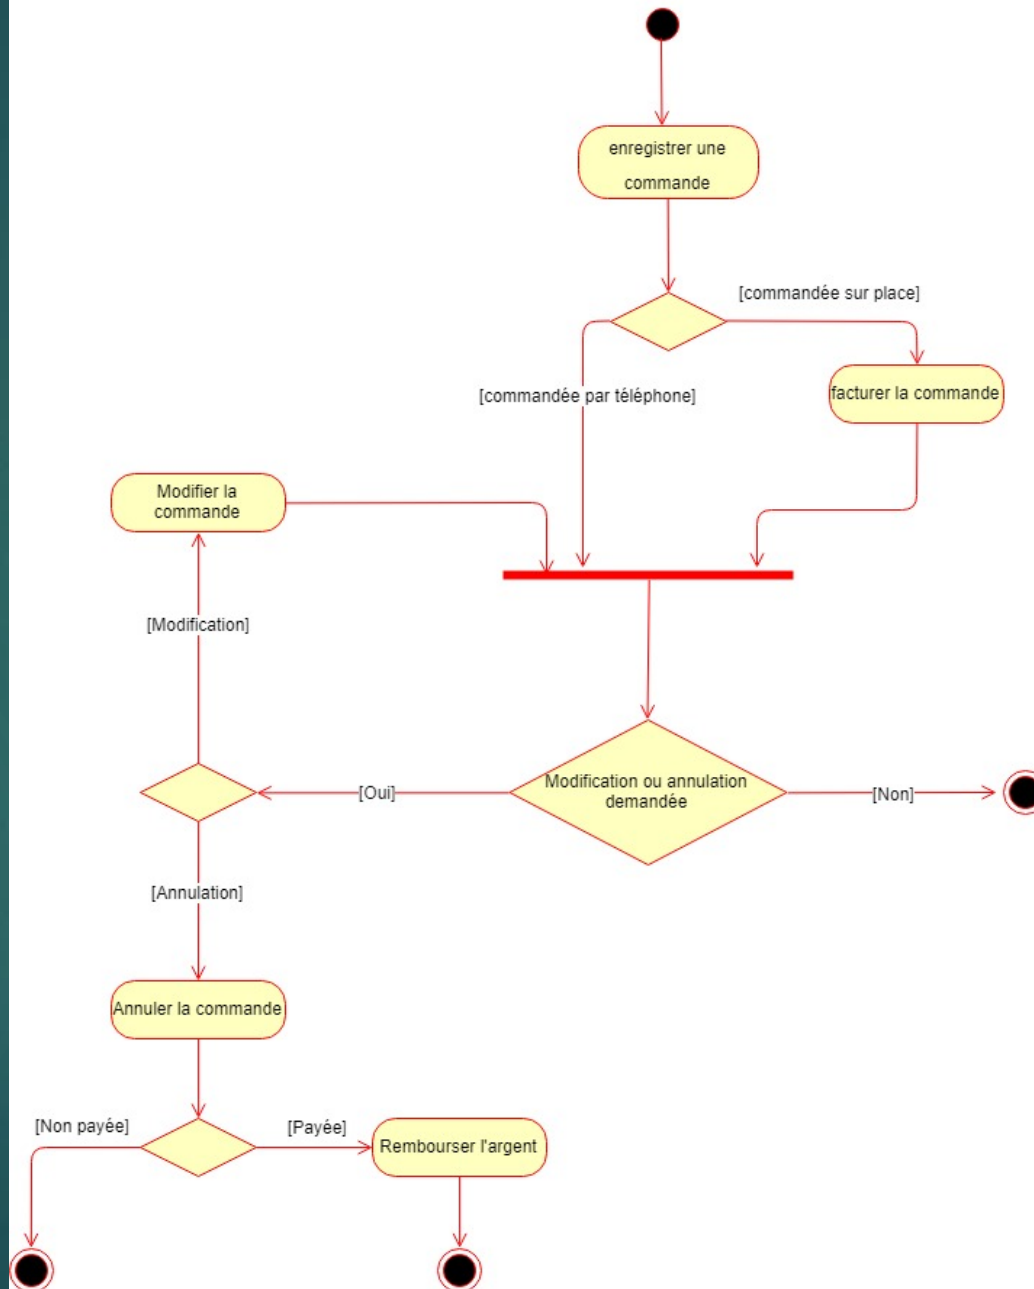 enregistrer une
commande
[commandée sur place]
[commandée par téléphone]
facturer la commande
Modifier la
commande
[Modification]
[Oui]
Modification ou annulation
demandée
[Non]
[Annulation]
Annuler la commande
[Non payée]
[Payée]
Rembourser l'argent